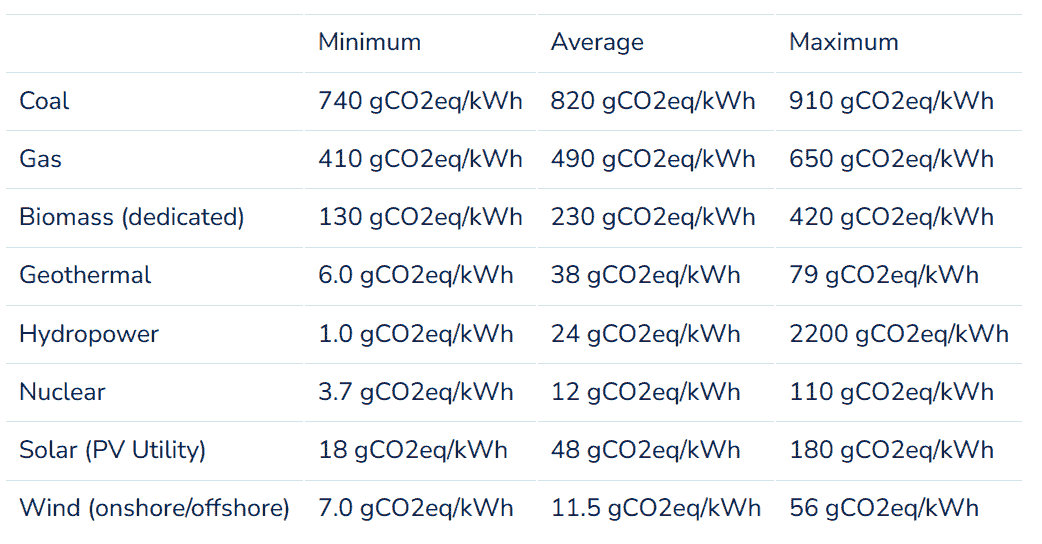 Minimum Average Maximum
Coal 740 gCO2eq/kWh 820 gCO2eq/kWh 910 gCO2eq/kWh
Gas 410 gCO2eq/kWh 490 gCO2eq/kWh 650 gCO2eq/kWh
Biomass (dedicated) 130 gCO2eq/kWh 230 gCO2eq/kWh 420 gCO2eq/kWh
Geothermal 6.0 gCO2eq/kWh 38 gCO2eq/kWh 79 gCO2eq/kWh
Hydropower 1.0 gCO2eq/kWh 24 gCO2eq/kWh 2200 gCO2eq/kWh
Nuclear 3.7 gCO2eq/kWh 12 gCO2eq/kWh 110 gCO2eq/kWh
Solar (PV Utility) 18 gCO2eq/kWh 48 gCO2eq/kWh 180 gCO2eq/kWh
Wind (onshore/offshore) 7.0 gCO2eq/kWh 11.5 gCO2eq/kWh 56 gCO2eq/kWh